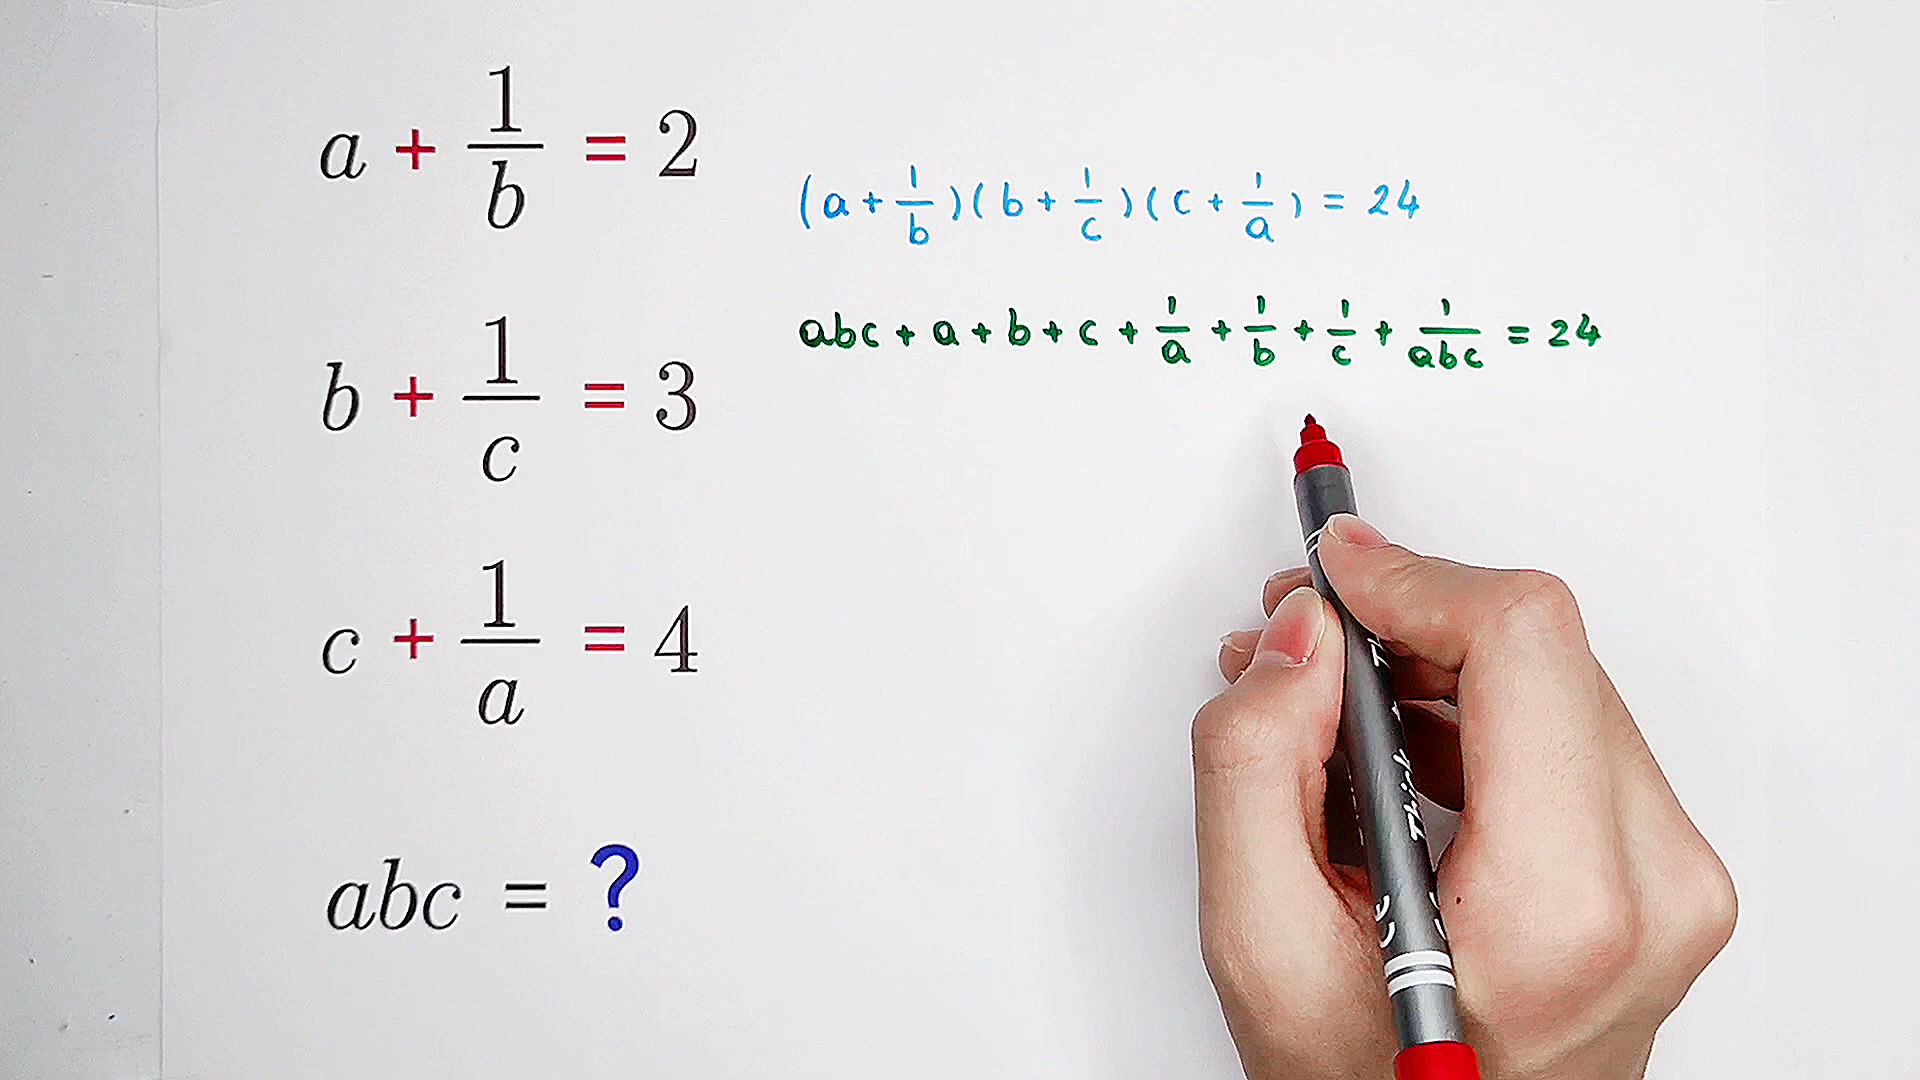 a + 1/b = 2
(a + 1/b)(b + 1/c)(c + 1/a) = 24
abc + a + b + c + 1/a + 1/b + 1/c + 1/abc = 24
b + 1/c = 3
c + 1/a = 4
abc = ?